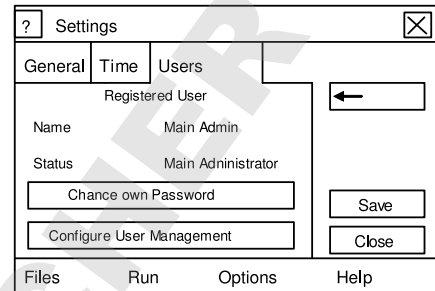 ? Settings
General Time Users
Registered User
Name Main Admin
Status Main Adninistrator
Chance own Password
Configure User Management
Save
Close
Files Run Options Help